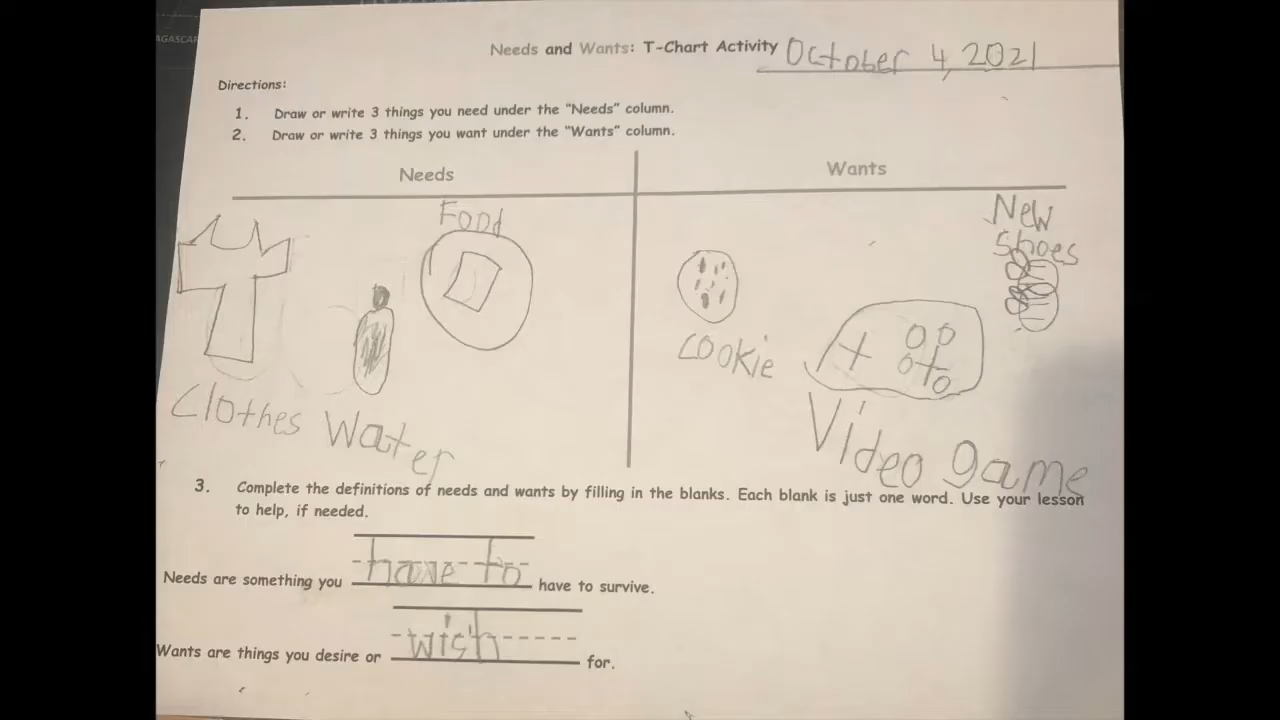 AGASCAR
Needs and Wants: T-Chart Activity October 4, 2021
Directions:
1. Draw or write 3 things you need under the "Needs" column.
2. Draw or write 3 things you want under the "Wants" column.
Needs
Wants
Food
New
Shoes
Cookie
Clothes Water
Video game
3. Complete the definitions of needs and wants by filling in the blanks. Each blank is just one word. Use your lesson
to help, if needed.
Needs are something you have to have to survive.
Wants are things you desire or wish for.